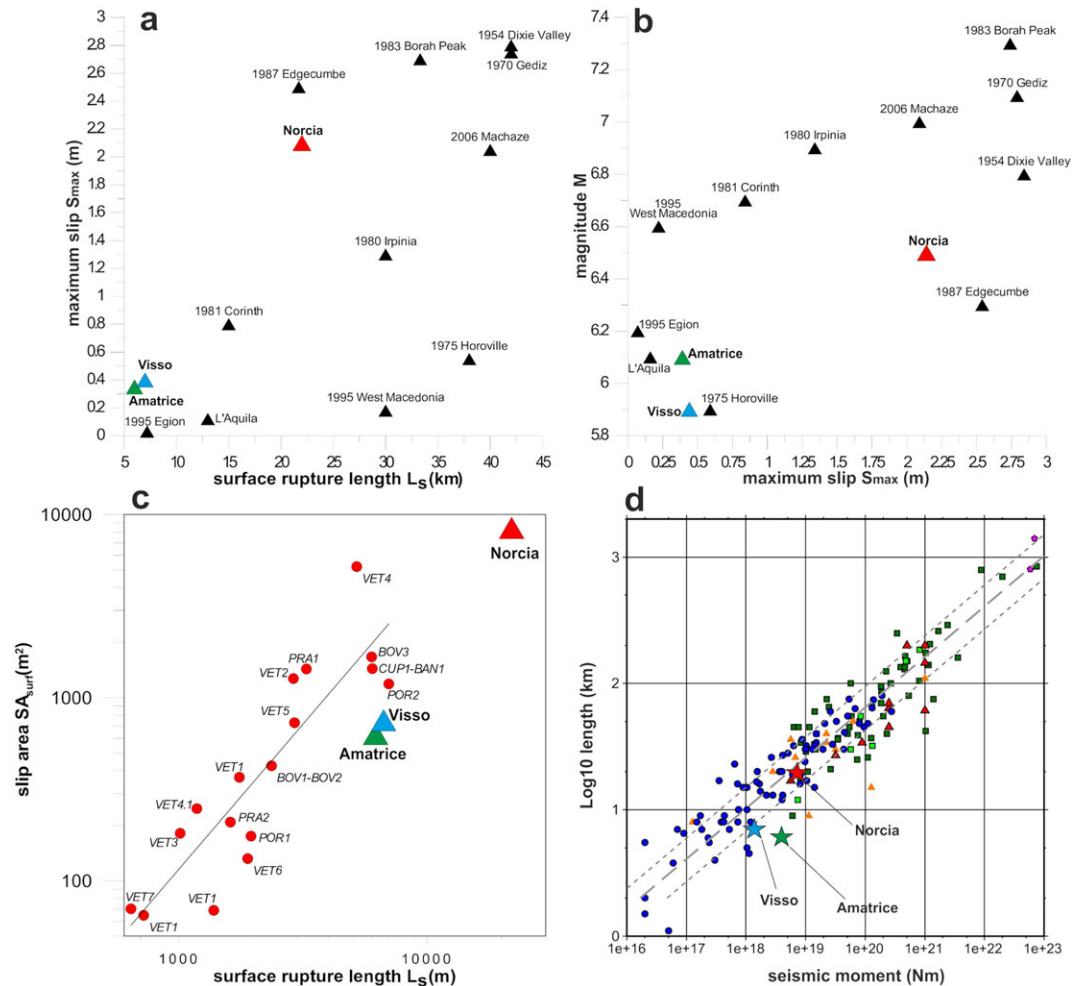 a
maximum slip Smax (m)
3
2.8
2.6
2.4
2.2
2
1.8
1.6
1.4
1.2
1
0.8
0.6
0.4
0.2
0
1954 Dixie Valley
1983 Borah Peak
1970 Gediz
1987 Edgecumbe
Norcia
2006 Machaze
1980 Irpinia
1981 Corinth
1975 Horoville
Visso
Amatrice
1995 West Macedonia
L'Aquila
1995 Egion
5 10 15 20 25 30 35 40 45
surface rupture length Ls(km)
b
magnitude M
7.4
7.2
7
6.8
6.6
6.4
6.2
6
5.8
1983 Borah Peak
1970 Gediz
2006 Machaze
1980 Irpinia
1954 Dixie Valley
1981 Corinth
1995
West Macedonia
Norcia
1987 Edgecumbe
1995 Egion
Amatrice
L'Aquila
Visso
1975 Horoville
0 0.25 0.5 0.75 1 1.25 1.5 1.75 2 2.25 2.5 2.75 3
maximum slip Smax (m)
c
slip area SAsurf(m²)
10000
1000
100
Norcia
VET4
BOV3
PRA1
CUP1-BAN1
VET2
POR2
VET5
Visso
Amatrice
VET1
BOV1-BOV2
VET4.1
PRA2
VET3
POR1
VET6
VET7
VET1
VET1
1000 10000
surface rupture length Ls(m)
d
Log10 length (km)
3
2
1
0
Norcia
Visso
Amatrice
1e+16 1e+17 1e+18 1e+19 1e+20 1e+21 1e+22 1e+23
seismic moment (Nm)